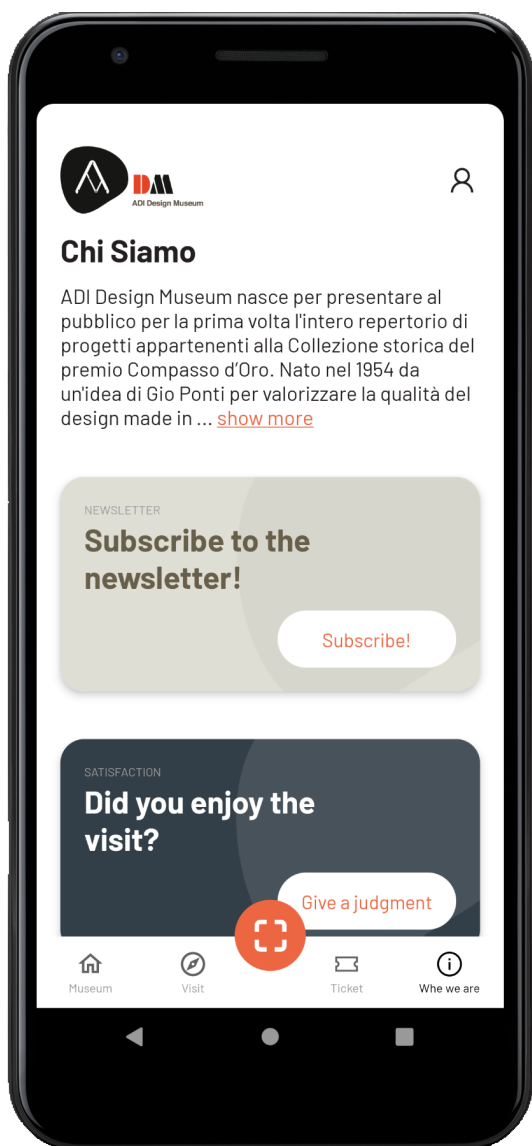 DM
ADI Design Museum
Chi Siamo
ADI Design Museum nasce per presentare al
pubblico per la prima volta l'intero repertorio di
progetti appartenenti alla Collezione storica del
premio Compasso d’Oro. Nato nel 1954 da
un'idea di Gio Ponti per valorizzare la qualità del
design made in ... show more
NEWSLETTER
Subscribe to the
newsletter!
Subscribe!
SATISFACTION
Did you enjoy the
visit?
Give a judgment
Museum
Visit
Ticket
Whe we are